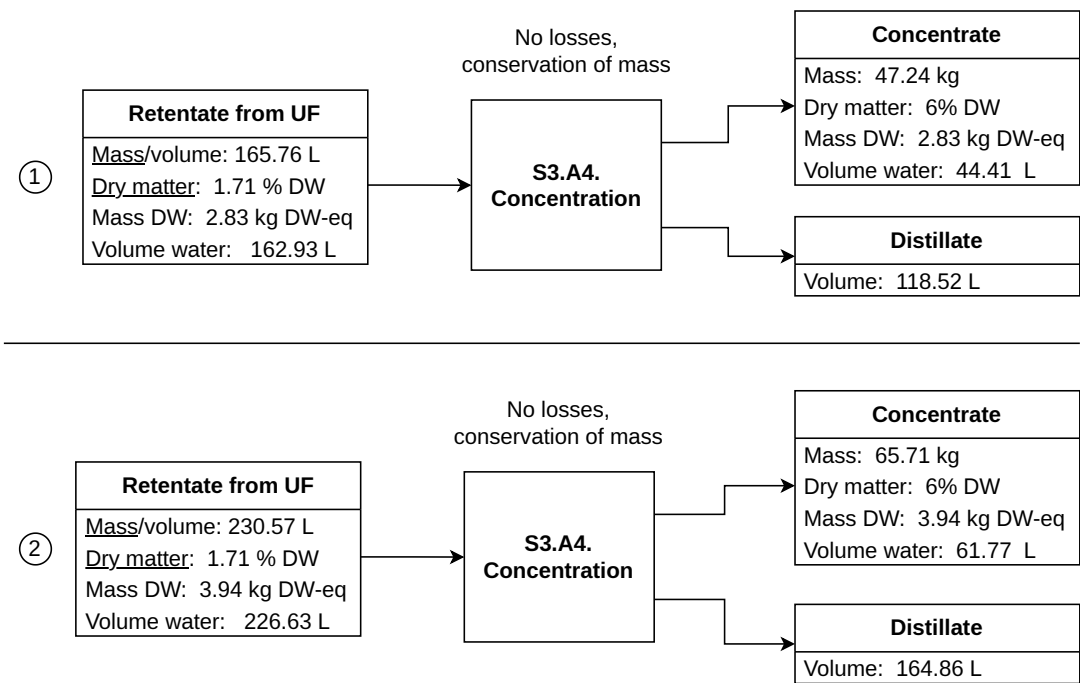 No losses,
conservation of mass
1
Retentate from UF
Mass/volume: 165.76 L
Dry matter: 1.71 % DW
Mass DW: 2.83 kg DW-eq
Volume water: 162.93 L
S3.A4.
Concentration
Concentrate
Mass: 47.24 kg
Dry matter: 6% DW
Mass DW: 2.83 kg DW-eq
Volume water: 44.41 L
Distillate
Volume: 118.52 L
No losses,
conservation of mass
2
Retentate from UF
Mass/volume: 230.57 L
Dry matter: 1.71 % DW
Mass DW: 3.94 kg DW-eq
Volume water: 226.63 L
S3.A4.
Concentration
Concentrate
Mass: 65.71 kg
Dry matter: 6% DW
Mass DW: 3.94 kg DW-eq
Volume water: 61.77 L
Distillate
Volume: 164.86 L